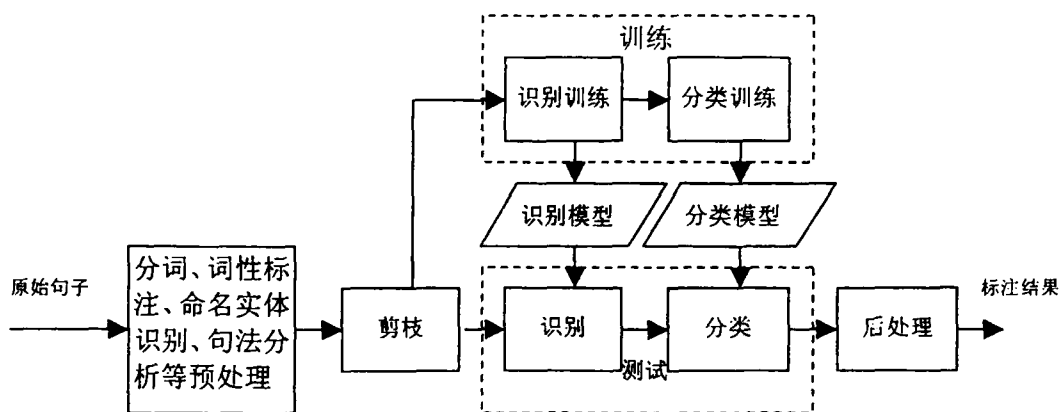 训练
识别训练
分类训练
识别模型
分类模型
原始句子
分词、词性标
注、命名实体
识别、句法分
析等预处理
剪枝
识别
分类
测试
后处理
标注结果